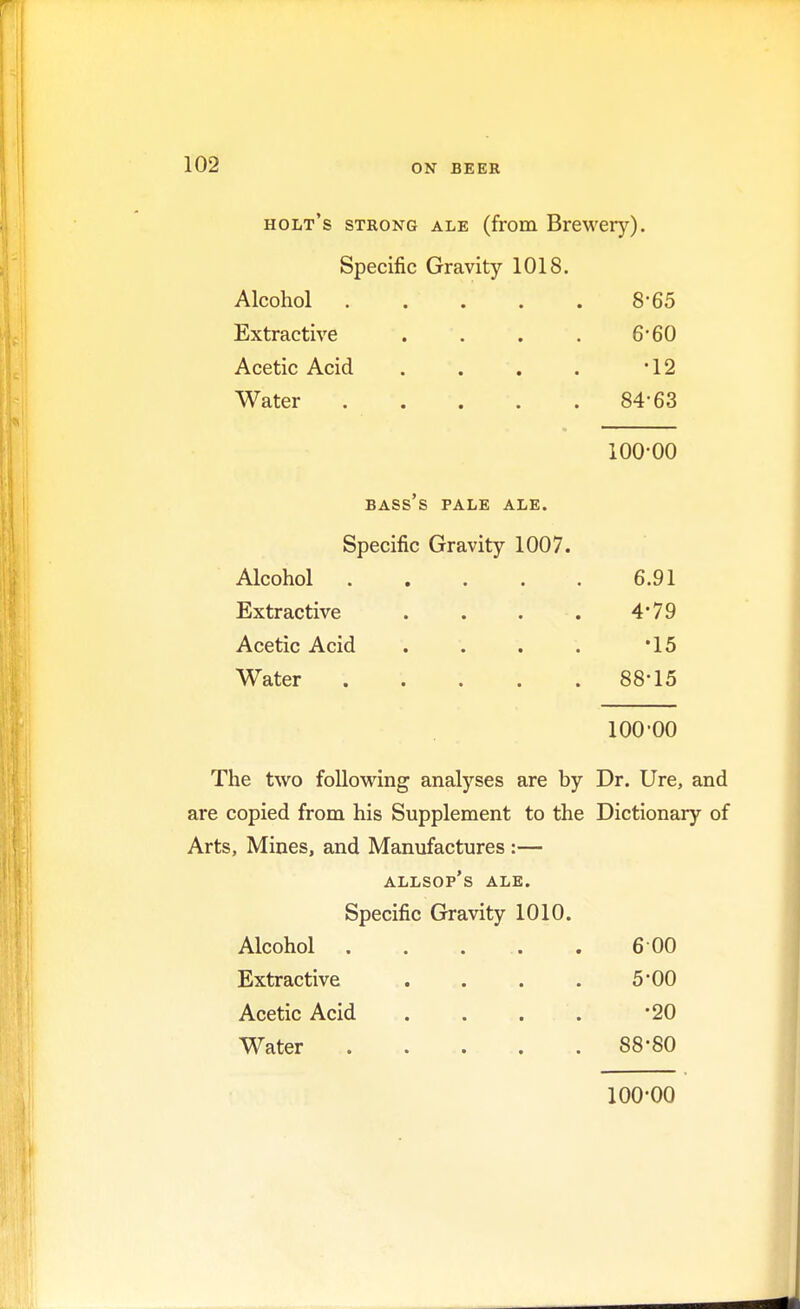 102 ON BEER
HOLT'S STRONG ALE (from Brewery).
Specific Gravity 1018.
Alcohol . . . . . 8·65
Extractive . . . . 6·60
Acetic Acid . . . . ·12
Water . . . . . 84·63
100·00
BASS'S PALE ALE.
Specific Gravity 1007.
Alcohol . . . . . 6.91
Extractive . . . . 4·79
Acetic Acid . . . . ·15
Water . . . . . 88·15
100·00
The two following analyses are by Dr. Ure, and
are copied from his Supplement to the Dictionary of
Arts, Mines, and Manufactures :—
ALLSOP'S ALE.
Specific Gravity 1010.
Alcohol . . . . . 6 00
Extractive . . . . 5·00
Acetic Acid . . . . ·20
Water . . . . . 88·80
100·00